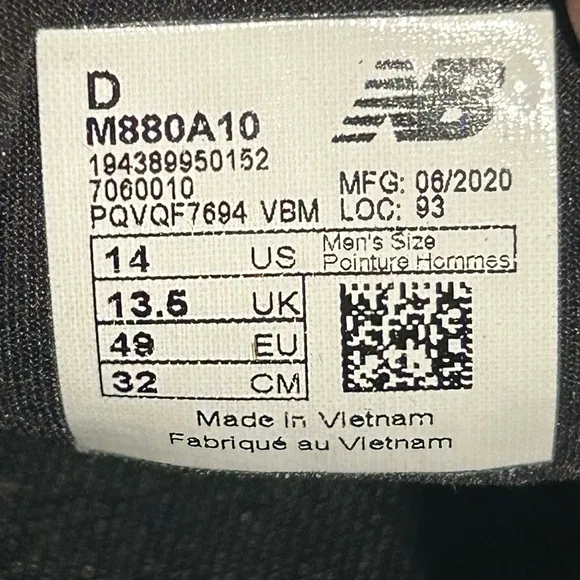 D
NB
M880A10
194389950152
7060010
MFG: 06/2020
PQVQF7694 VBM LOC: 93
14 US Men's Size
Pointure Hommes
13.5 UK
49 EU
32 CM
Made in Vietnam
Fabriqué au Vietnam